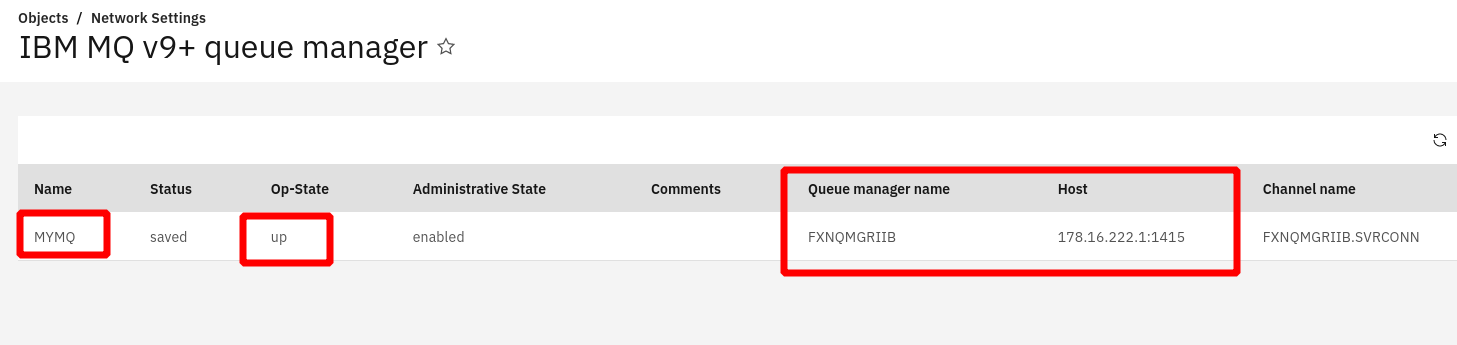 Objects / Network Settings
IBM MQ v9+ queue manager
Name Status Op-State Administrative State Comments Queue manager name Host Channel name
MYMQ saved up enabled FXNQMGRIIB 178.16.222.1:1415 FXNQMGRIIB.SVRCONN